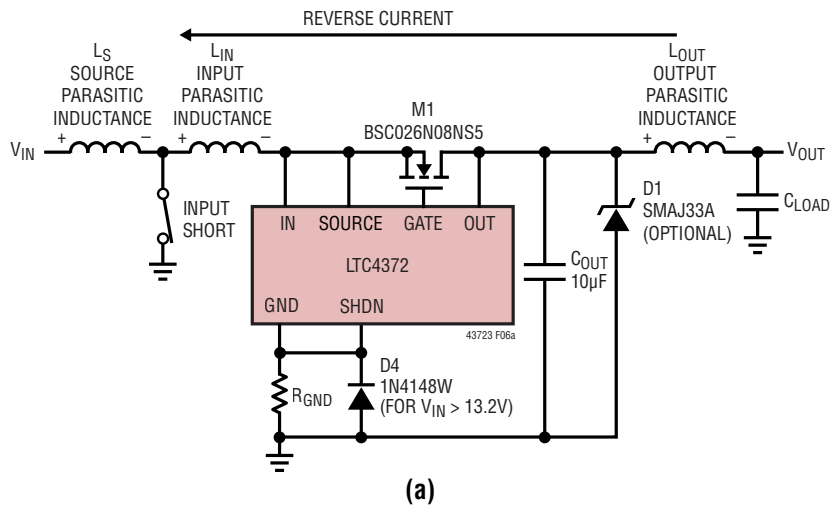 REVERSE CURRENT
LS
SOURCE
PARASITIC
INDUCTANCE
+ –
LIN
INPUT
PARASITIC
INDUCTANCE
+ –
LOUT
OUTPUT
PARASITIC
INDUCTANCE
+ –
M1
BSC026N08NS5
VIN
VOUT
INPUT
SHORT
D1
SMAJ33A
(OPTIONAL)
CLOAD
IN SOURCE GATE OUT
LTC4372
GND SHDN
COUT
10µF
43723 F06a
RGND
D4
1N4148W
(FOR VIN > 13.2V)
(a)